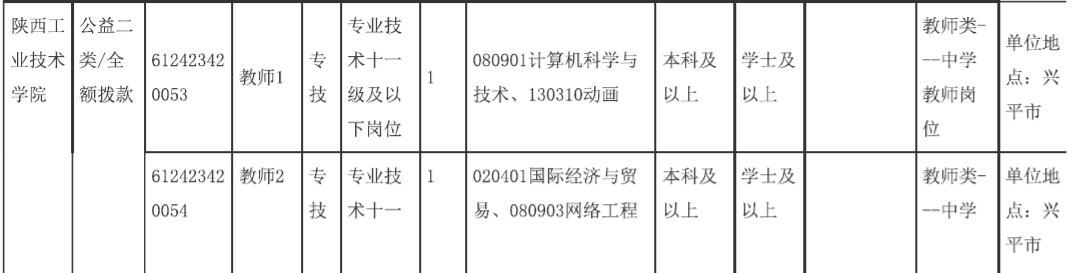 陕西工
业技术
学院
公益二
类/全
额拨款
61242342
0053
教师1
专
技
专业技
术十一
级及以
下岗位
1
080901计算机科学与
技术、130310动画
本科及
以上
学士及
以上
教师类-
--中学
教师岗
位
单位地
点：兴
平市
61242342
0054
教师2
专
技
专业技
术十一
1
020401国际经济与贸
易、080903网络工程
本科及
以上
学士及
以上
教师类-
--中学
单位地
点：兴
平市